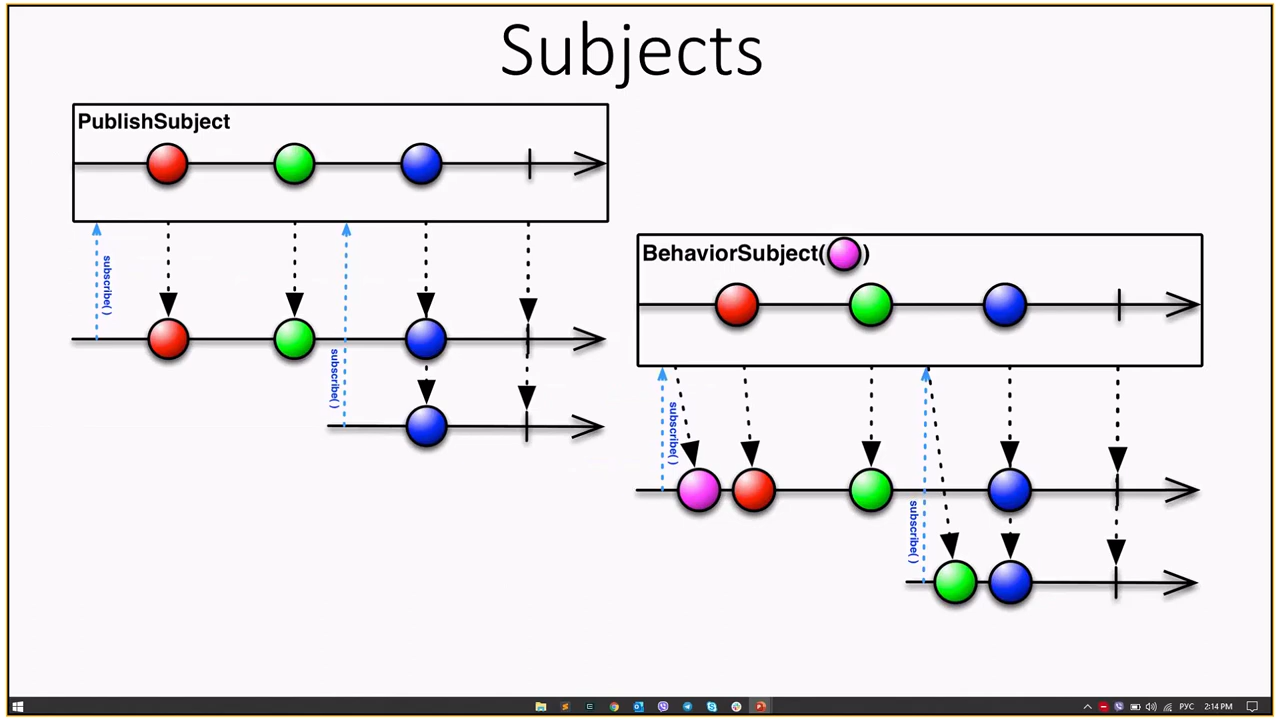 Subjects
PublishSubject
subscribe( )
subscribe( )
BehaviorSubject( )
subscribe( )
subscribe( )
РУС
2:14 PM